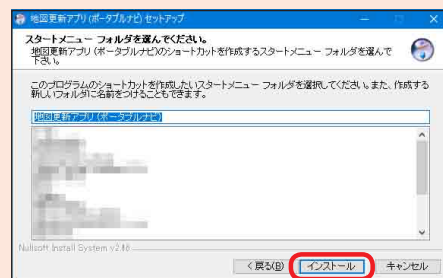 地図更新アプリ(ポータブルナビ) セットアップ
スタートメニュー フォルダを選んでください。
地図更新アプリ (ポータブルナビ)のショートカットを作成するスタートメニュー フォルダを選んで
下さい。
このプログラムのショートカットを作成したいスタートメニュー フォルダを選択してください。また、作成する
新しいフォルダに名前をつけることもできます。
地図更新アプリ (ポータブルナビ)
Nullsoft Install System v2.46
< 戻る(B)
インストール
キャンセル